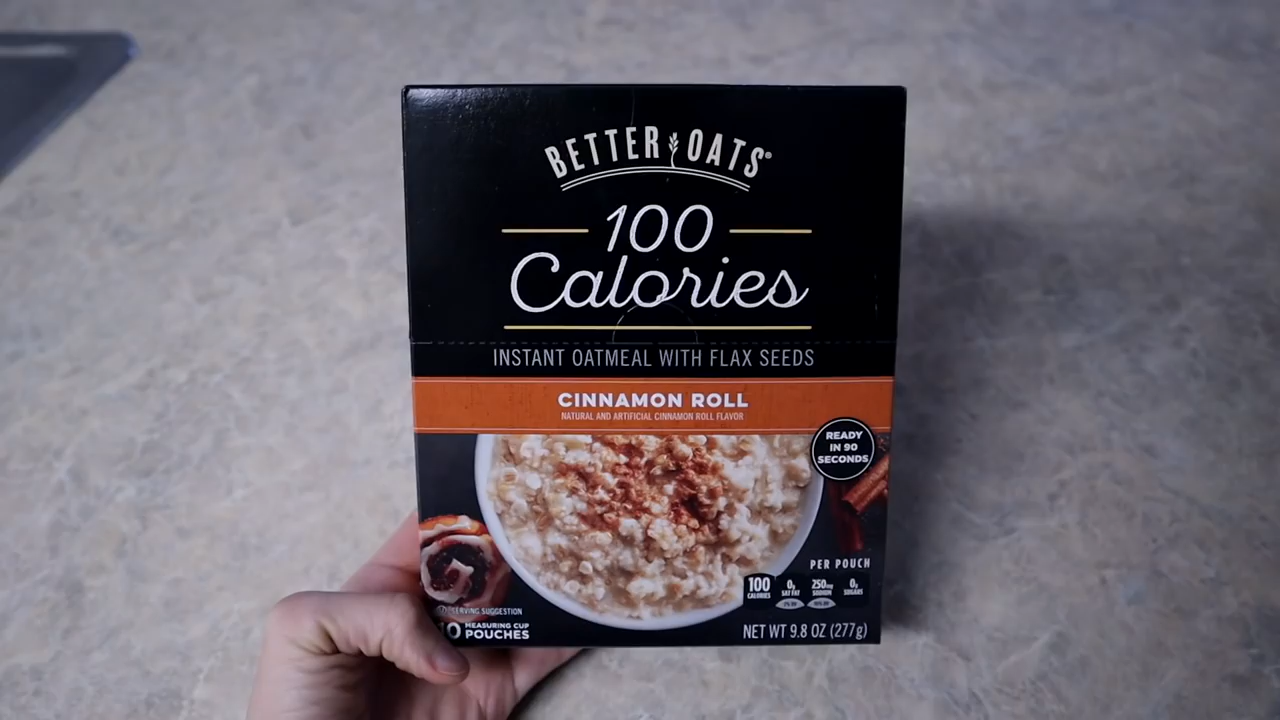 BETTER OATS®
100
Calories
INSTANT OATMEAL WITH FLAX SEEDS
CINNAMON ROLL
NATURAL AND ARTIFICIAL CINNAMON ROLL FLAVOR
READY
IN 90
SECONDS
PER POUCH
100 0g 250mg 0g
CALORIES SAT FAT SODIUM SUGARS
SERVING SUGGESTION
10 MEASURING CUP
POUCHES
NET WT 9.8 OZ (277g)